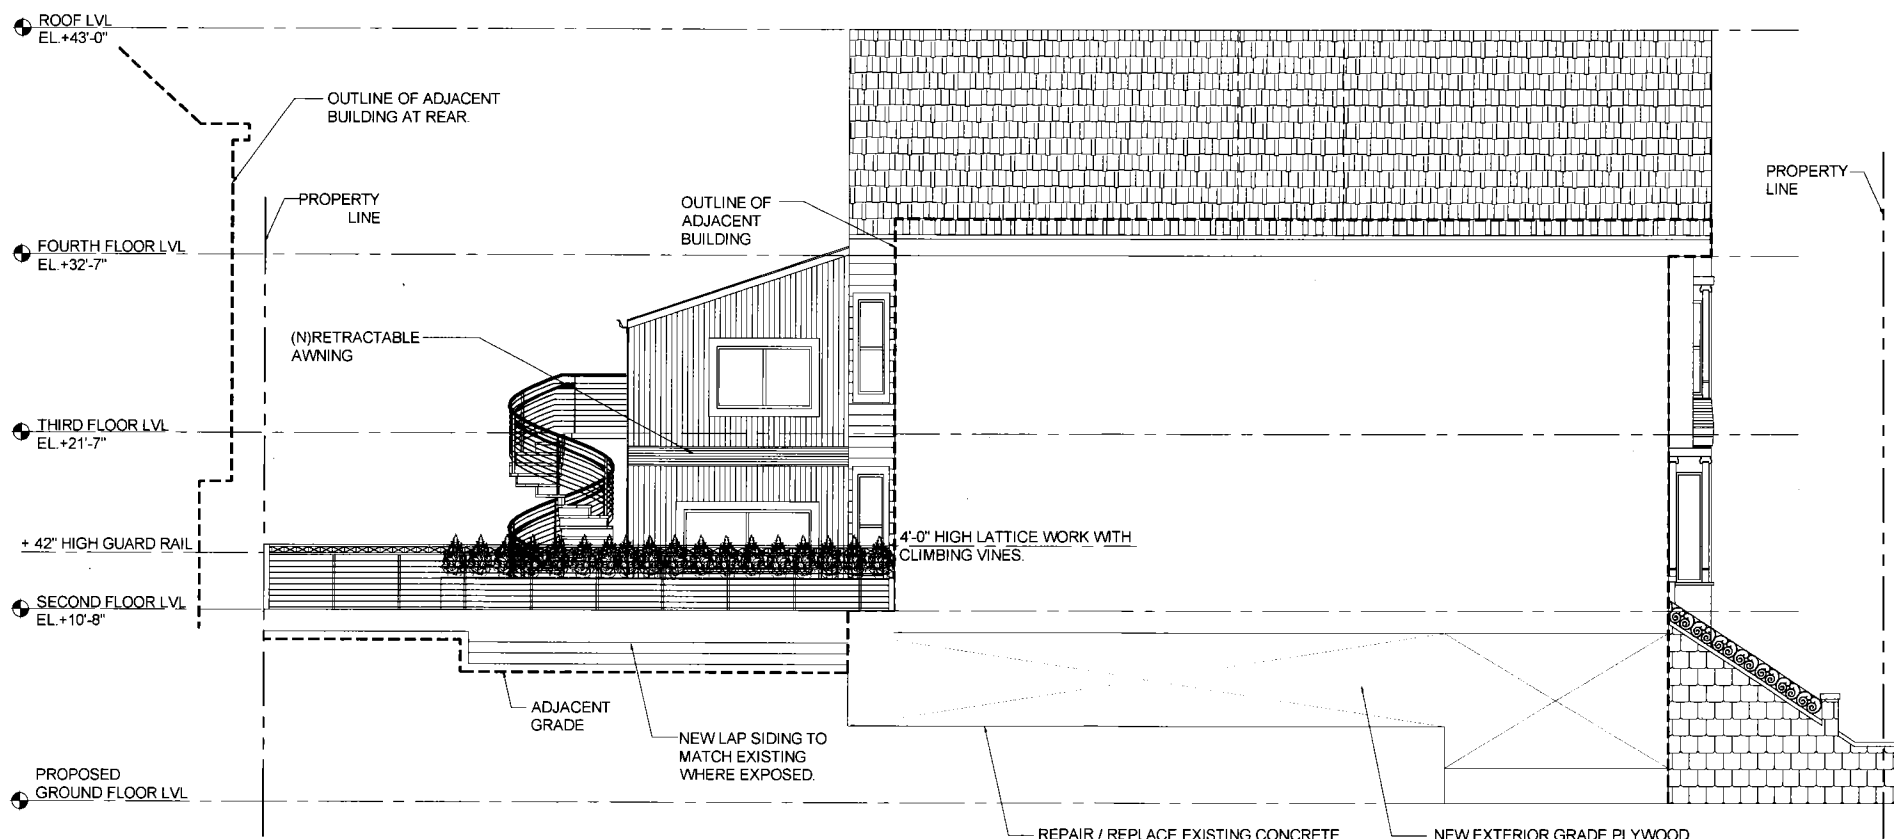 ROOF LVL
EL.+43'-0"
OUTLINE OF ADJACENT
BUILDING AT REAR.
PROPERTY
LINE
PROPERTY
LINE
OUTLINE OF
ADJACENT
BUILDING
FOURTH FLOOR LVL
EL.+32'-7"
(N)RETRACTABLE
AWNING
THIRD FLOOR LVL
EL.+21'-7"
+ 42" HIGH GUARD RAIL
4'-0" HIGH LATTICE WORK WITH
CLIMBING VINES.
SECOND FLOOR LVL
EL.+10'-8"
ADJACENT
GRADE
NEW LAP SIDING TO
MATCH EXISTING
WHERE EXPOSED.
PROPOSED
GROUND FLOOR LVL
REPAIR / REPLACE EXISTING CONCRETE
NEW EXTERIOR GRADE PLYWOOD